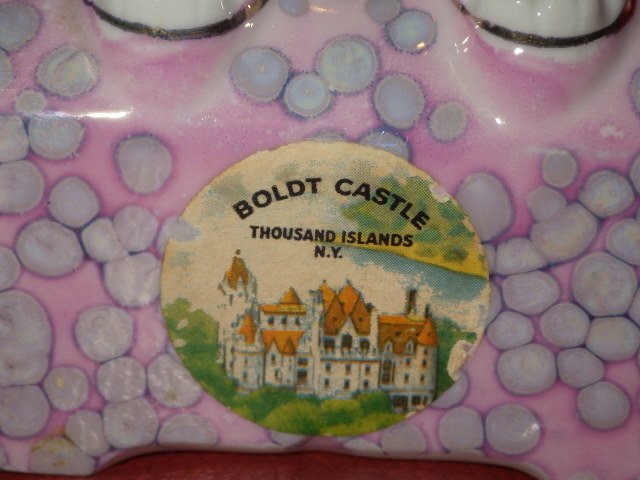 BOLDT CASTLE
THOUSAND ISLANDS
N.Y.